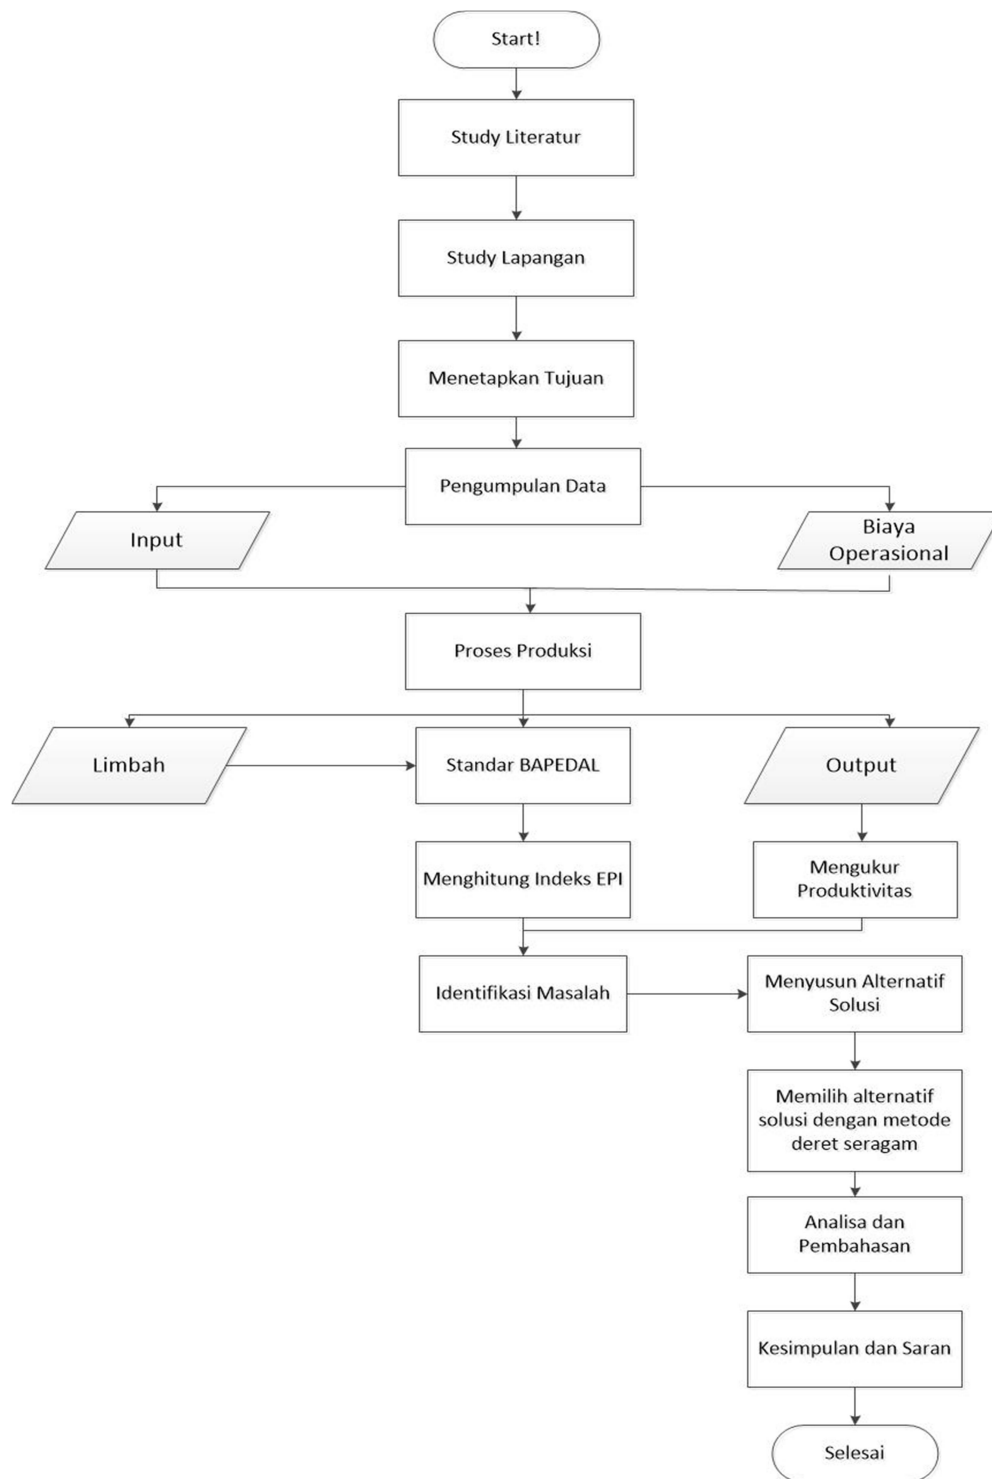 Start!
Study Literatur
Study Lapangan
Menetapkan Tujuan
Pengumpulan Data
Input
Biaya
Operasional
Proses Produksi
Limbah
Standar BAPEDAL
Output
Menghitung Indeks EPI
Mengukur
Produktivitas
Identifikasi Masalah
Menyusun Alternatif
Solusi
Memilih alternatif
solusi dengan metode
deret seragam
Analisa dan
Pembahasan
Kesimpulan dan Saran
Selesai